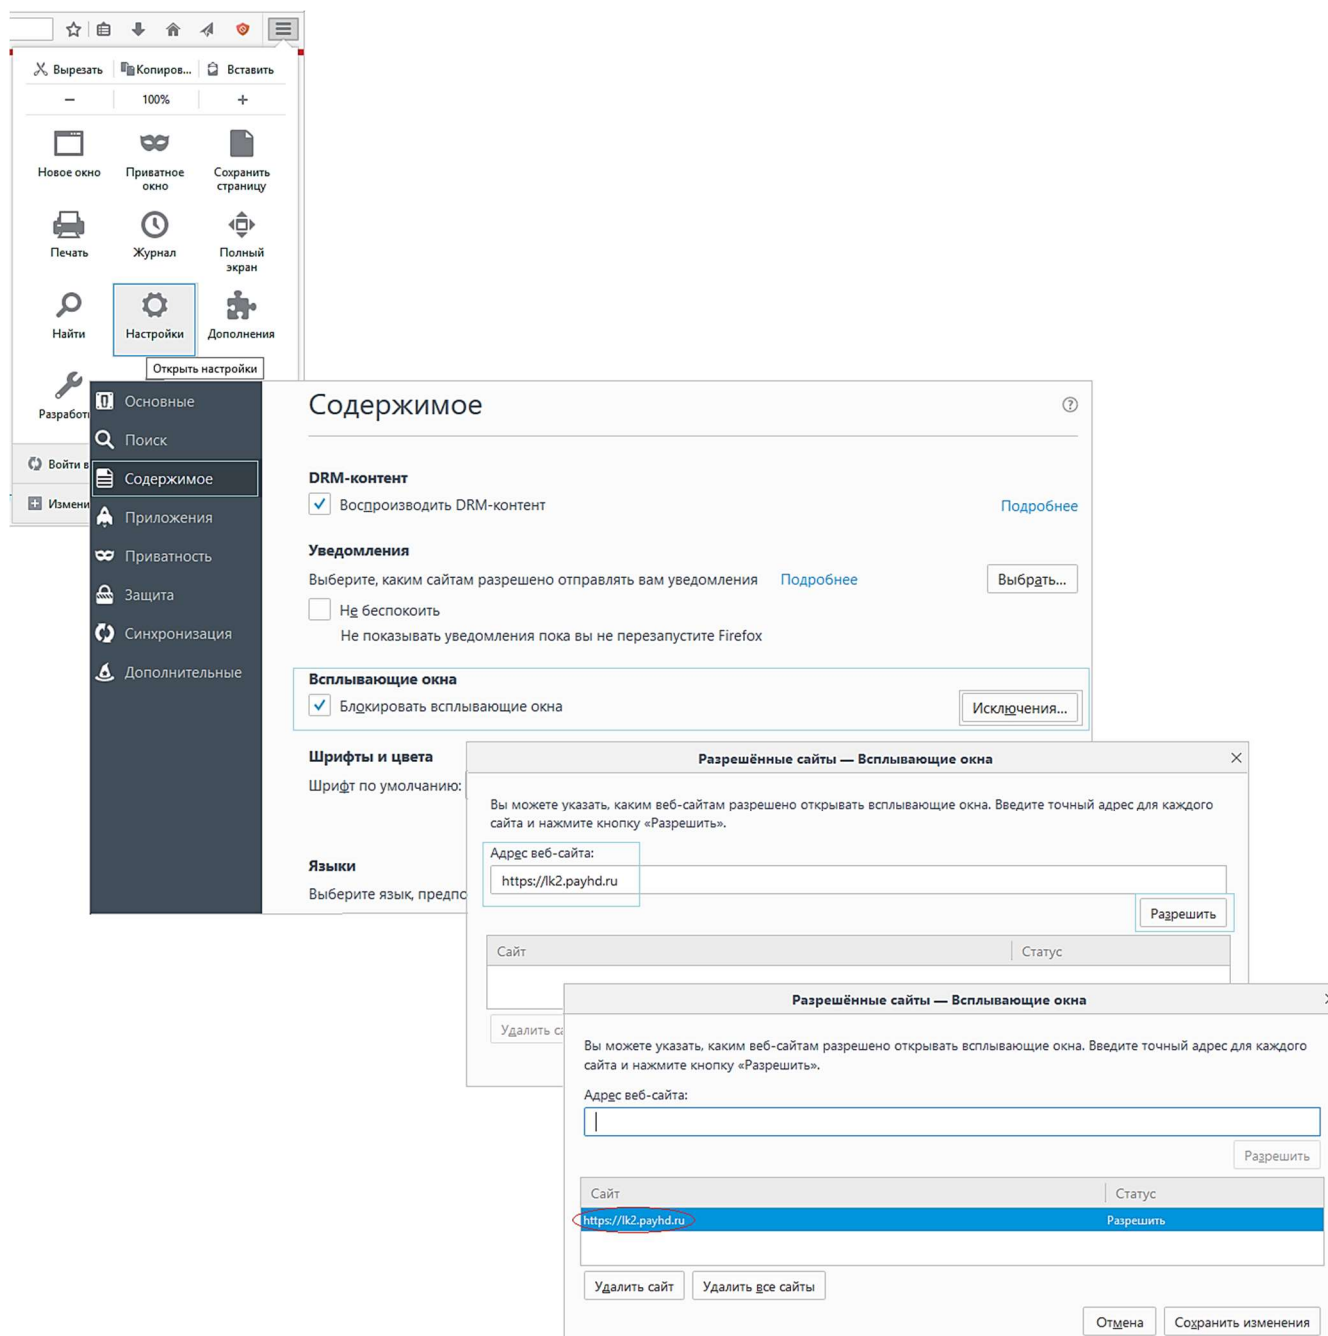 Вырезать Копиров... Вставить
− 100% +
Новое окно Приватное окно Сохранить страницу
Печать Журнал Полный экран
Найти Настройки Дополнения
Открыть настройки
Войти в
Основные
Поиск
Содержимое
Приложения
Приватность
Защита
Синхронизация
Дополнительные
Содержимое
DRM-контент
Воспроизводить DRM-контент Подробнее
Уведомления
Выберите, каким сайтам разрешено отправлять вам уведомления Подробнее Выбрать...
Не беспокоить
Не показывать уведомления пока вы не перезапустите Firefox
Всплывающие окна
Блокировать всплывающие окна Исключения...
Шрифты и цвета
Шрифт по умолчанию:
Языки
Выберите язык,
Разрешённые сайты — Всплывающие окна
Вы можете указать, каким веб-сайтам разрешено открывать всплывающие окна. Введите точный адрес для каждого
сайта и нажмите кнопку «Разрешить».
Адрес веб-сайта:
https://lk2.payhd.ru
Разрешить
Сайт Статус
Удалить
Разрешённые сайты — Всплывающие окна
Вы можете указать, каким веб-сайтам разрешено открывать всплывающие окна. Введите точный адрес для каждого
сайта и нажмите кнопку «Разрешить».
Адрес веб-сайта:
Разрешить
Сайт Статус
https://lk2.payhd.ru Разрешить
Удалить сайт Удалить все сайты
Отмена Сохранить изменения